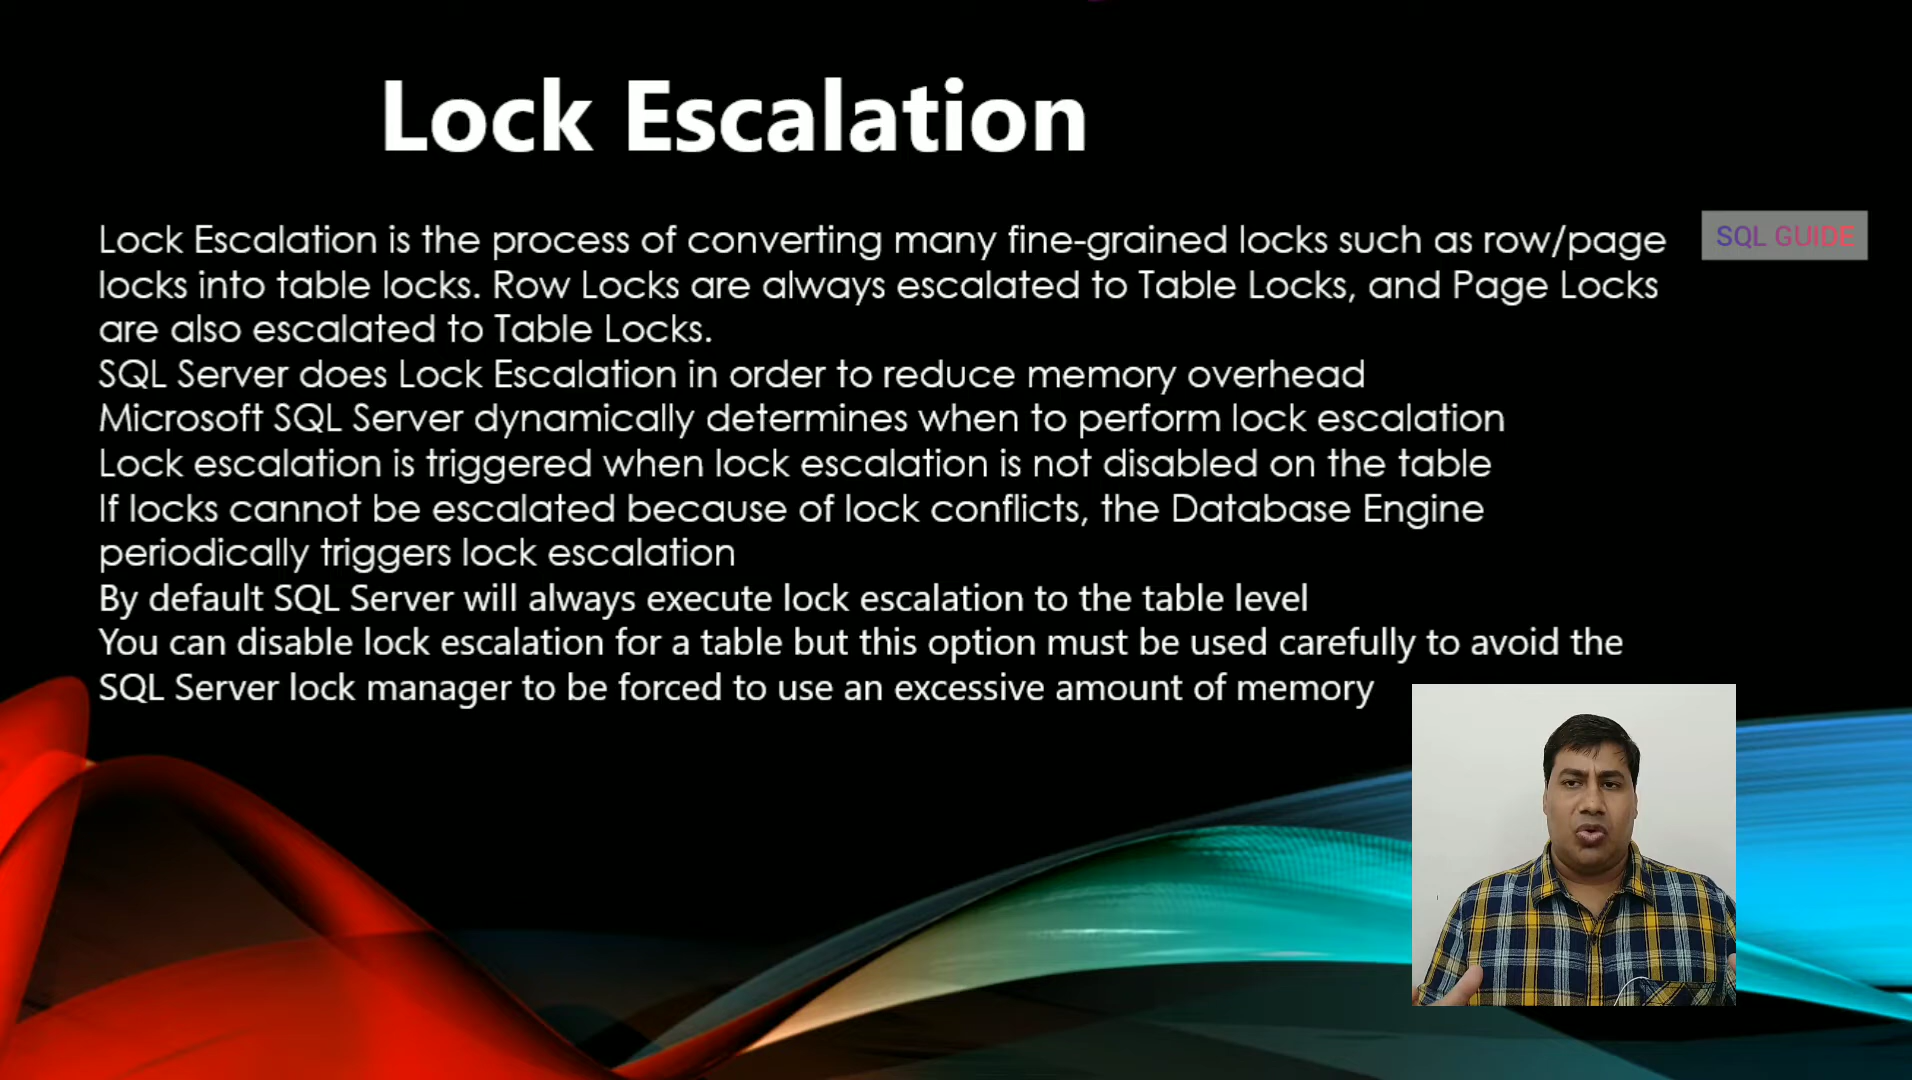 Lock Escalation
Lock Escalation is the process of converting many fine-grained locks such as row/page
SQL GUIDE
locks into table locks. Row Locks are always escalated to Table Locks, and Page Locks
are also escalated to Table Locks.
SQL Server does Lock Escalation in order to reduce memory overhead
Microsoft SQL Server dynamically determines when to perform lock escalation
Lock escalation is triggered when lock escalation is not disabled on the table
If locks cannot be escalated because of lock conflicts, the Database Engine
periodically triggers lock escalation
By default SQL Server will always execute lock escalation to the table level
You can disable lock escalation for a table but this option must be used carefully to avoid the
SQL Server lock manager to be forced to use an excessive amount of memory